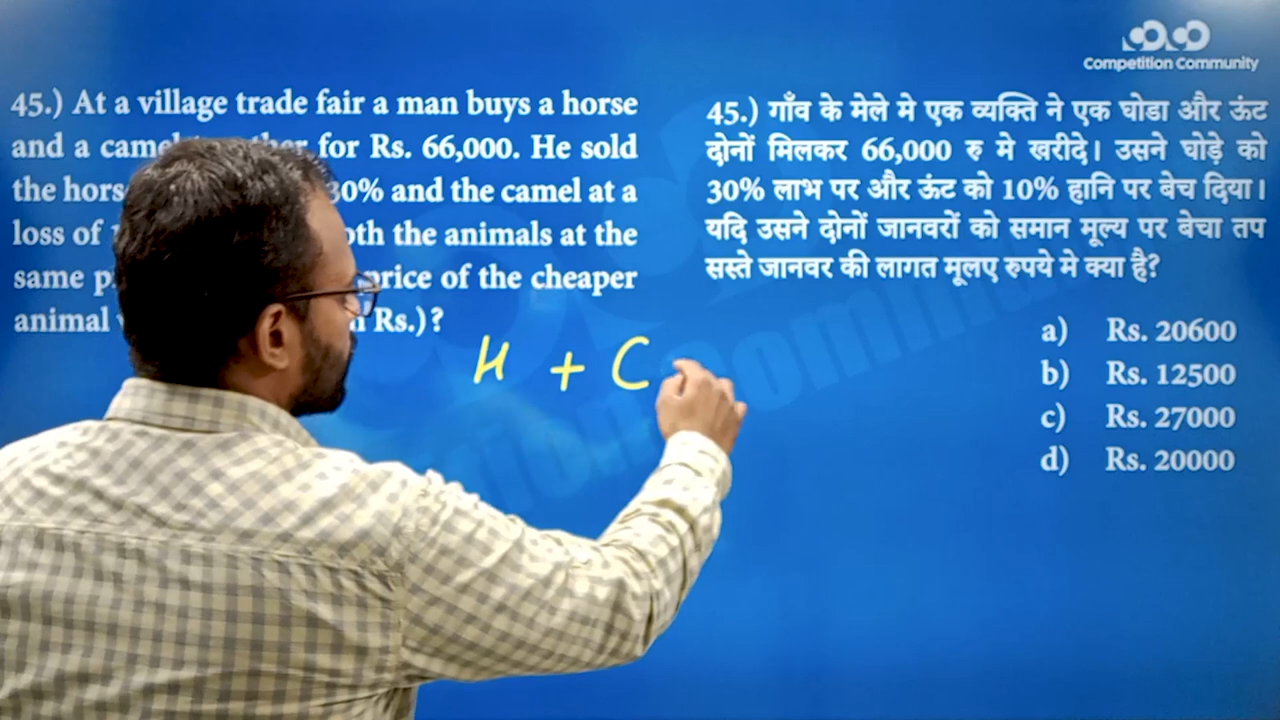 Competition Community
45.) At a village trade fair a man buys a horse
and a for Rs. 66,000. He sold
the 30% and the camel at a
loss of the animals at the
same price of the cheaper
animal Rs.)?
45.) गाँव के मेले मे एक व्यक्ति ने एक घोडा और ऊंट
दोनों मिलकर 66,000 रु मे खरीदे। उसने घोड़े को
30% लाभ पर और ऊंट को 10% हानि पर बेच दिया।
यदि उसने दोनों जानवरों को समान मूल्य पर बेचा तप
सस्ते जानवर की लागत मूलए रुपये मे क्या है?
H + C
a) Rs. 20600
b) Rs. 12500
c) Rs. 27000
d) Rs. 20000